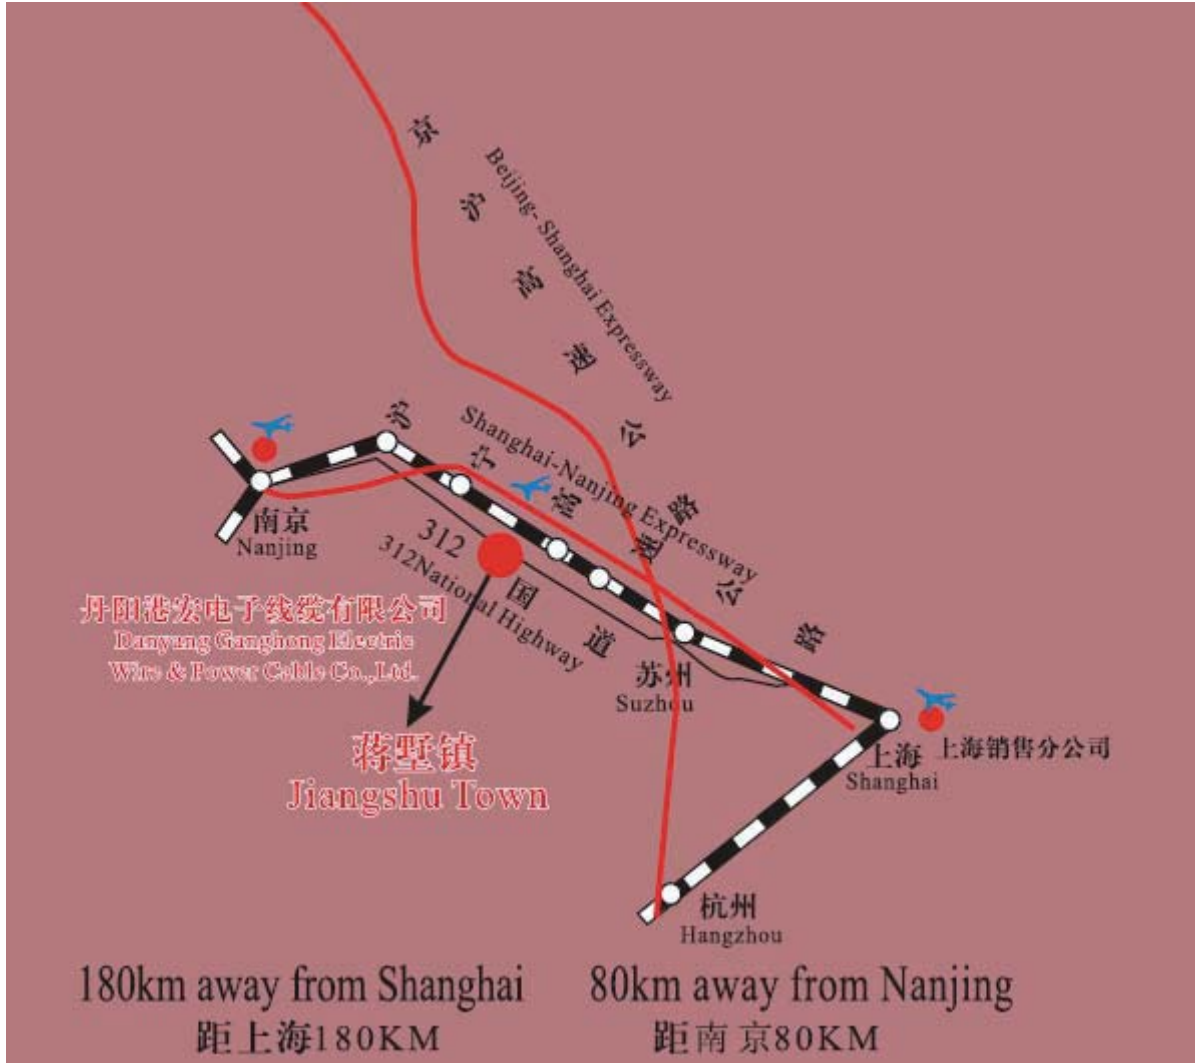 京沪高速公路
Beijing- Shanghai Expressway
沪宁高速公路
Shanghai-Nanjing Expressway
南京
Nanjing
312国道
312National Highway
丹阳港宏电子线缆有限公司
Danyang Ganghong Electric
Wire & Power Cable Co.,Ltd.
苏州
Suzhou
蒋墅镇
Jiangshu Town
上海
Shanghai
上海销售分公司
杭州
Hangzhou
180km away from Shanghai
距上海180KM
80km away from Nanjing
距南京80KM